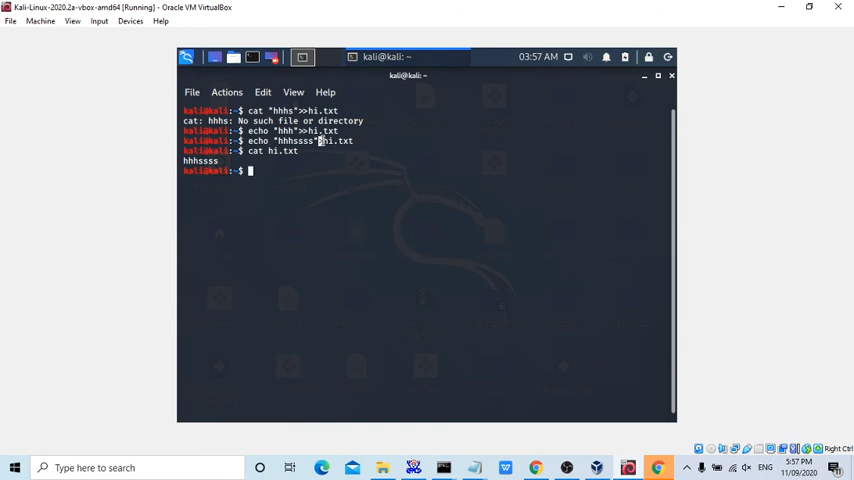 Kali-Linux-2020.2a-vbox-amd64 [Running] - Oracle VM VirtualBox
File Machine View Input Devices Help
kali@kali: ~
03:57 AM
kali@kali: ~
File Actions Edit View Help
kali@kali:~$ cat "hhhs">>hi.txt
cat: hhhs: No such file or directory
kali@kali:~$ echo "hhh">>hi.txt
kali@kali:~$ echo "hhhssss">hi.txt
kali@kali:~$ cat hi.txt
hhhssss
kali@kali:~$
Right Ctrl
Type here to search
ENG
5:57 PM
11/09/2020